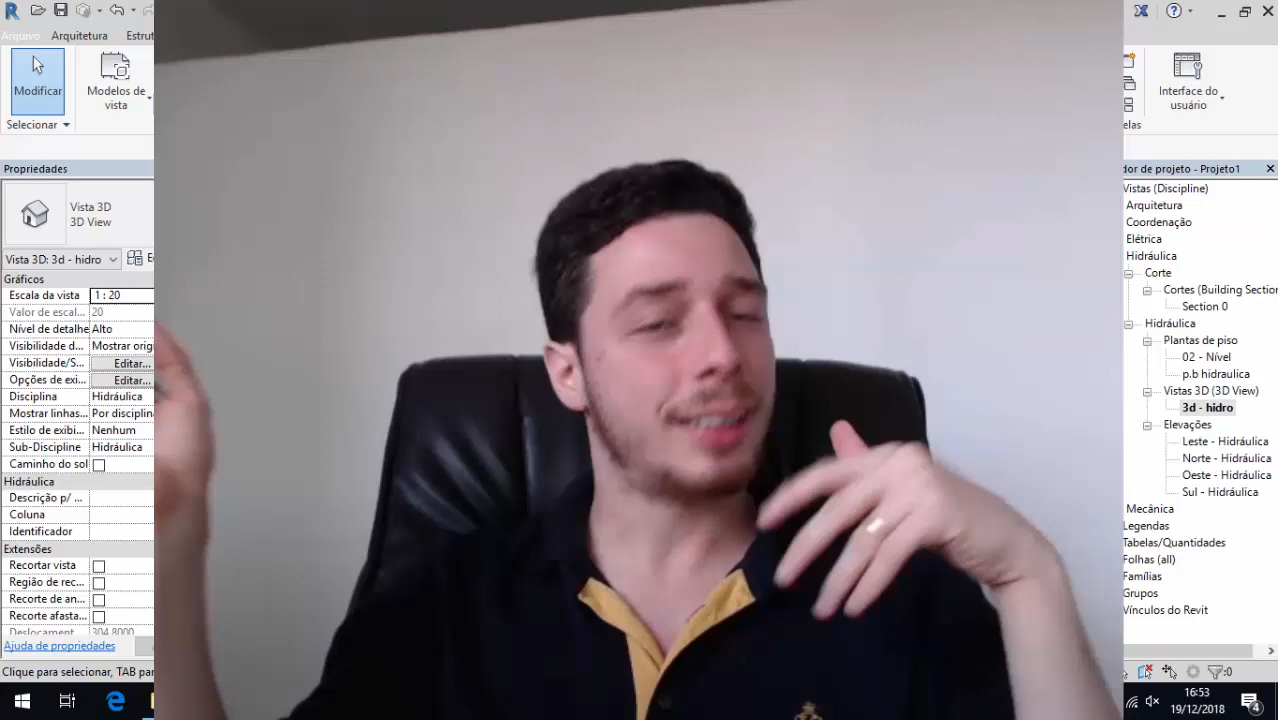 Arquivo Arquitetura Estrut
Modificar
Modelos de
vista
Selecionar
Interface do
usuário
elas
Propriedades
Vista 3D
3D View
Vista 3D: 3d - hidro
Gráficos
Escala da vista 1 : 20
Valor de escal... 20
Nível de detalhe Alto
Visibilidade d... Mostrar orig
Visibilidade/S... Editar...
Opções de exi... Editar...
Disciplina Hidráulica
Mostrar linhas... Por disciplin
Estilo de exibi... Nenhum
Sub-Discipline Hidráulica
Caminho do sol
Hidráulica
Descrição p/ ...
Coluna
Identificador
Extensões
Recortar vista
Região de rec...
Recorte de an...
Recorte afasta...
Deslocam... 304.8000
Ajuda de propriedades
Clique para selecionar, TAB pa
dor de projeto - Projeto1
Vistas (Discipline)
Arquitetura
Coordenação
Elétrica
Hidráulica
Corte
Cortes (Building Section
Section 0
Hidráulica
Plantas de piso
02 - Nível
p.b hidraulica
Vistas 3D (3D View)
3d - hidro
Elevações
Leste - Hidráulica
Norte - Hidráulica
Oeste - Hidráulica
Sul - Hidráulica
Mecânica
Legendas
Tabelas/Quantidades
Folhas (all)
Famílias
Grupos
Vínculos do Revit
:0
16:53
19/12/2018
4